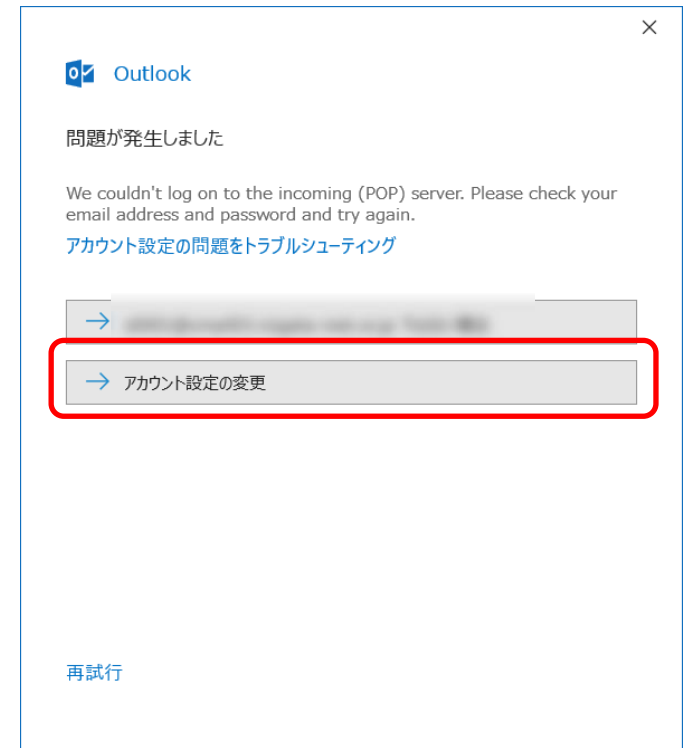 Outlook
問題が発生しました
We couldn't log on to the incoming (POP) server. Please check your
email address and password and try again.
アカウント設定の問題をトラブルシューティング
アカウント設定の変更
再試行